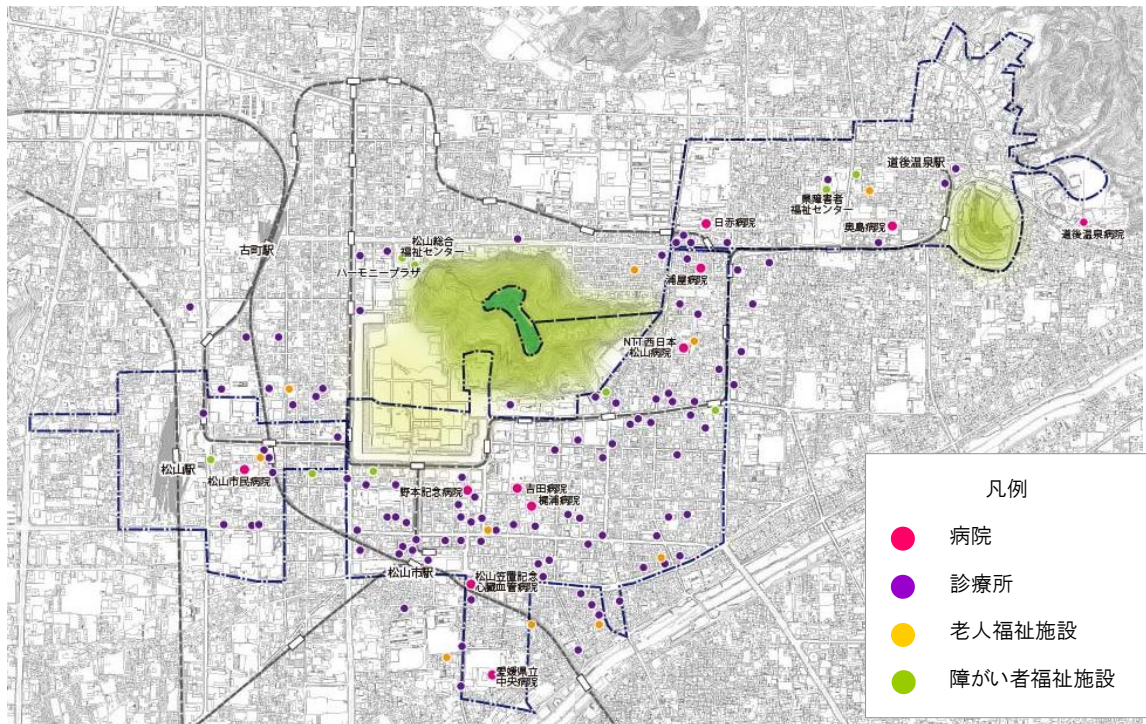 道後温泉駅
県障害者
福祉センター
日赤病院
奥島病院
道後温泉病院
松山総合
福祉センター
古町駅
ハーモニープラザ
浦屋病院
NTT西日本
松山病院
松山駅
松山市民病院
野本記念病院
吉田病院
梶浦病院
松山市駅
松山笠置記念
心臓血管病院
愛媛県立
中央病院
凡例
病院
診療所
老人福祉施設
障がい者福祉施設